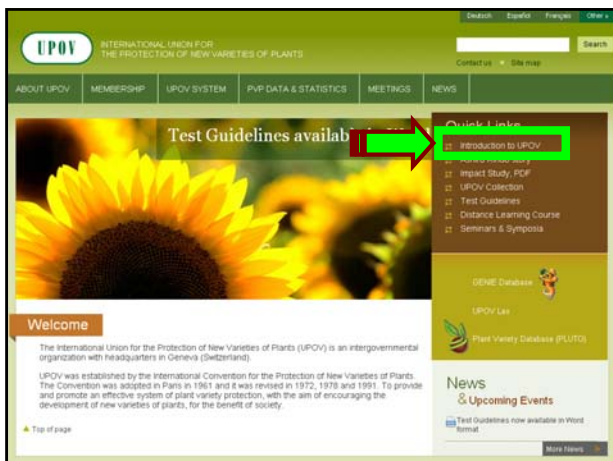 Deutsch Español Français Other
UPOV
INTERNATIONAL UNION FOR
THE PROTECTION OF NEW VARIETIES OF PLANTS
Search
Contact us Site map
ABOUT UPOV MEMBERSHIP UPOV SYSTEM PVP DATA & STATISTICS MEETINGS NEWS
Test Guidelines
Quick Links
Introduction to UPOV
Impact Study, PDF
UPOV Collection
Test Guidelines
Distance Learning Course
Seminars & Symposia
GENIE Database
UPOV Lex
Plant Variety Database (PLUTO)
Welcome
The International Union for the Protection of New Varieties of Plants (UPOV) is an intergovernmental
organization with headquarters in Geneva (Switzerland).
UPOV was established by the International Convention for the Protection of New Varieties of Plants.
The Convention was adopted in Paris in 1961 and it was revised in 1972, 1978 and 1991. To provide
and promote an effective system of plant variety protection, with the aim of encouraging the
development of new varieties of plants, for the benefit of society.
Top of page
News
& Upcoming Events
Test Guidelines now available in Word
format
More News